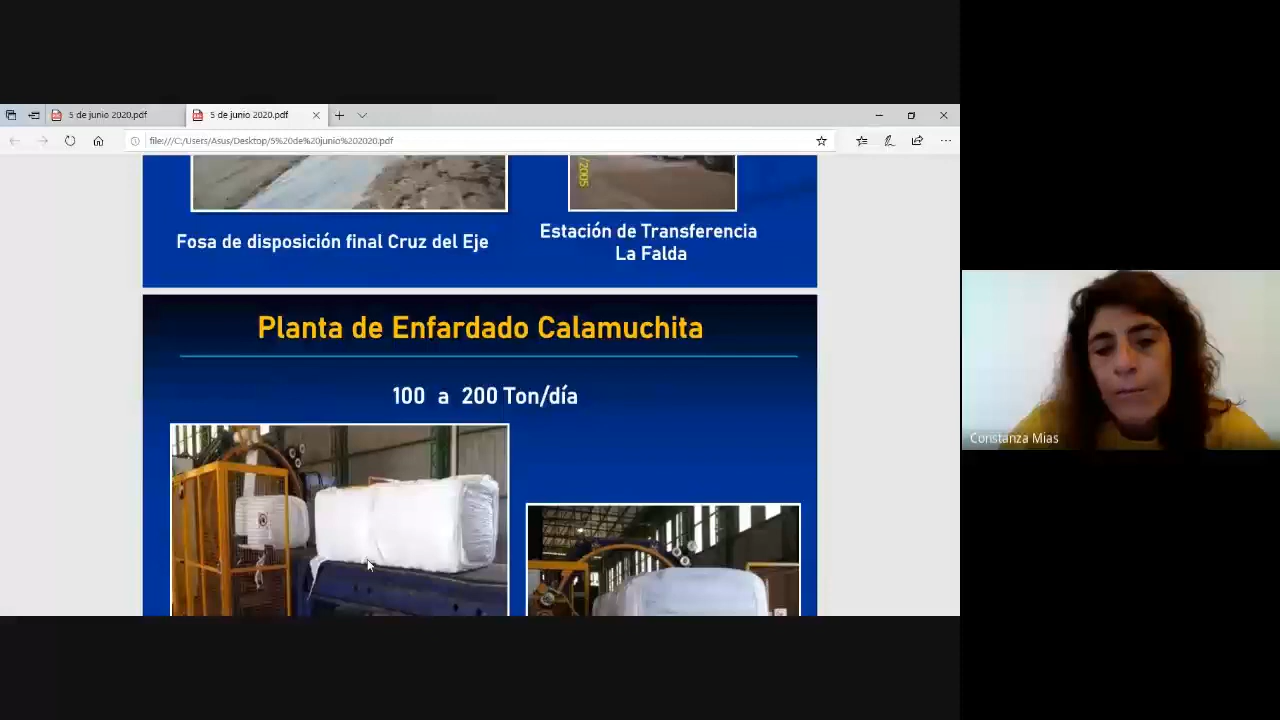 5 de junio 2020.pdf
5 de junio 2020.pdf
file:///C:/Users/Asus/Desktop/5%20de%20junio%202020.pdf
/2005
Fosa de disposición final Cruz del Eje
Estación de Transferencia
La Falda
Planta de Enfardado Calamuchita
100 a 200 Ton/día
Constanza Mias